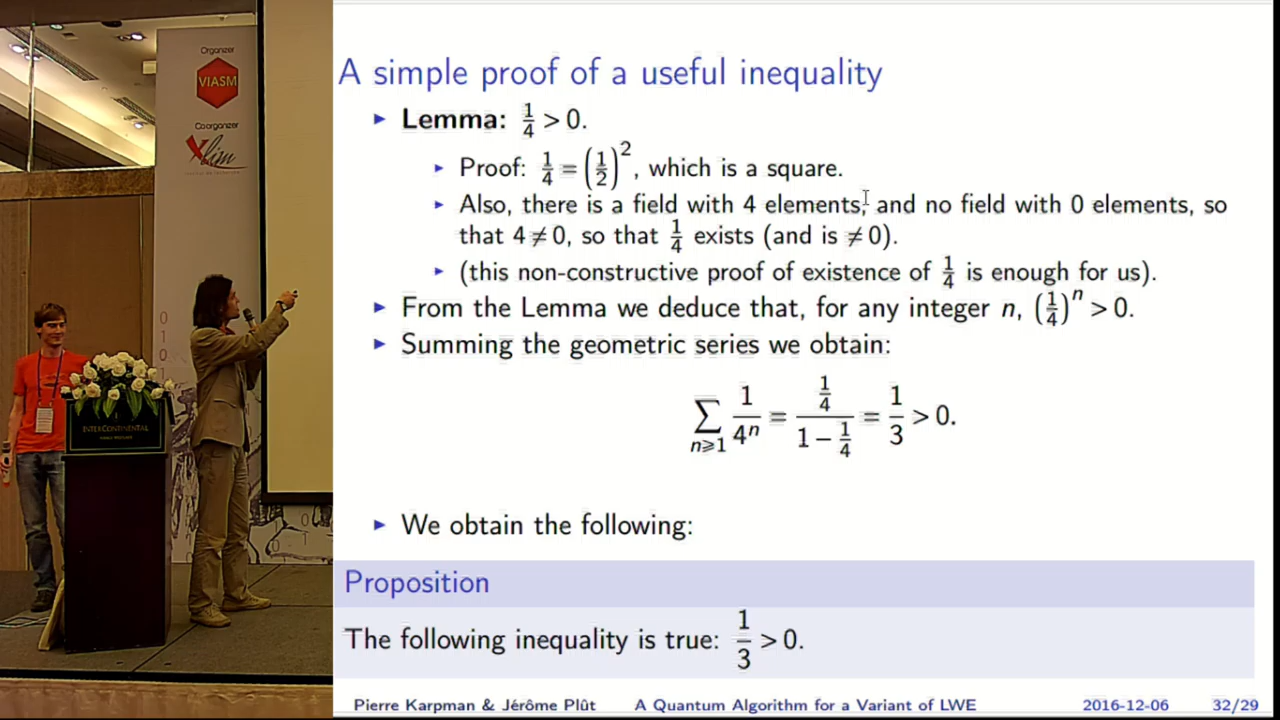 Organizer
VIASM
Co-organizer
Xlim
INTERCONTINENTAL
A simple proof of a useful inequality
▸ Lemma: 1/4 > 0.
▸ Proof: 1/4 = (1/2)², which is a square.
▸ Also, there is a field with 4 elements, and no field with 0 elements, so
that 4 ≠ 0, so that 1/4 exists (and is ≠ 0).
▸ (this non-constructive proof of existence of 1/4 is enough for us).
▸ From the Lemma we deduce that, for any integer n, (1/4)ⁿ > 0.
▸ Summing the geometric series we obtain:
∑_{n⩾1} 1/4ⁿ = (1/4)/(1 − 1/4) = 1/3 > 0.
▸ We obtain the following:
Proposition
The following inequality is true: 1/3 > 0.
Pierre Karpman & Jérôme Plût A Quantum Algorithm for a Variant of LWE 2016-12-06 32/29